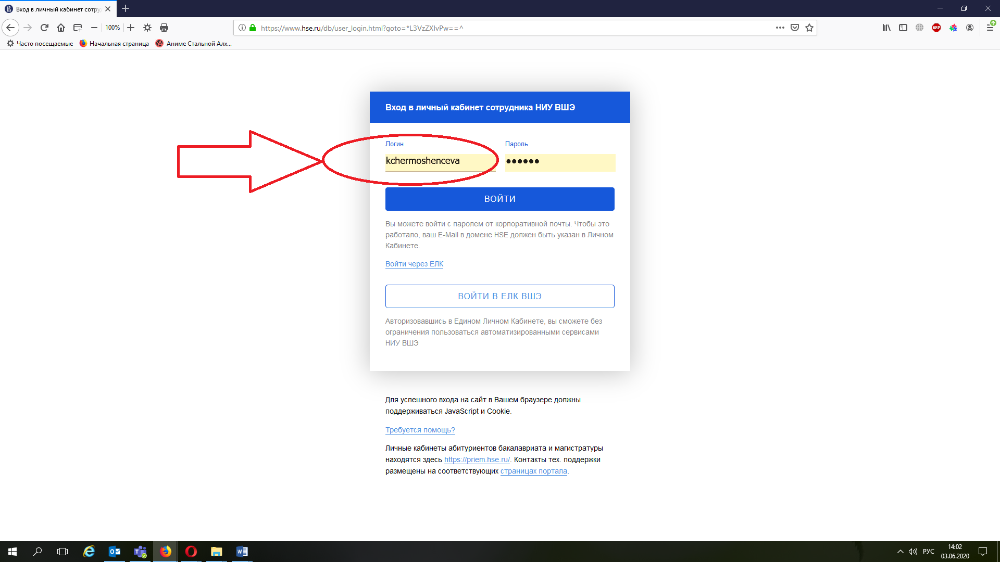 Вход в личный кабинет сотру
100%
https://www.hse.ru/db/user_login.html?goto=*L3VzZXIvPw==^
ABP
Часто посещаемые
Начальная страница
Аниме Стальной Алх...
Вход в личный кабинет сотрудника НИУ ВШЭ
Логин
Пароль
kchermoshenceva
●●●●●●
ВОЙТИ
Вы можете войти с паролем от корпоративной почты. Чтобы это
работало, ваш E-Mail в домене HSE должен быть указан в Личном
Кабинете.
Войти через ЕЛК
ВОЙТИ В ЕЛК ВШЭ
Авторизовавшись в Едином Личном Кабинете, вы сможете без
ограничения пользоваться автоматизированными сервисами
НИУ ВШЭ
Для успешного входа на сайт в Вашем браузере должны
поддерживаться JavaScript и Cookie.
Требуется помощь?
Личные кабинеты абитуриентов бакалавриата и магистратуры
находятся здесь https://priem.hse.ru/. Контакты тех. поддержки
размещены на соответствующих страницах портала.
РУС
14:02
03.06.2020